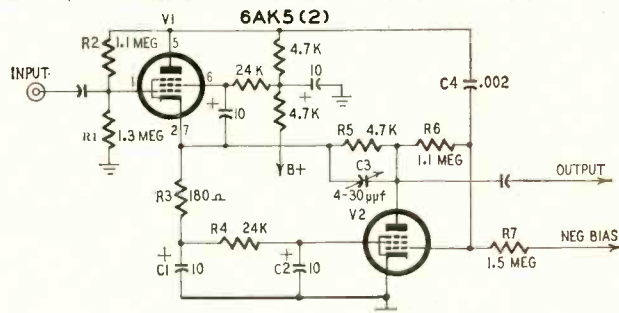 6AK5(2)
V1
R2
1.1 MEG
5
4.7K
INPUT
1
6
24K
10
C4
.002
+
+
10
4.7K
R1
1.3 MEG
2
7
R5
4.7K
R6
1.1 MEG
B+
C3
4-30μμf
OUTPUT
R3
180Ω
V2
R4
24K
R7
NEG BIAS
+
C1
10
+
C2
10
1.5 MEG